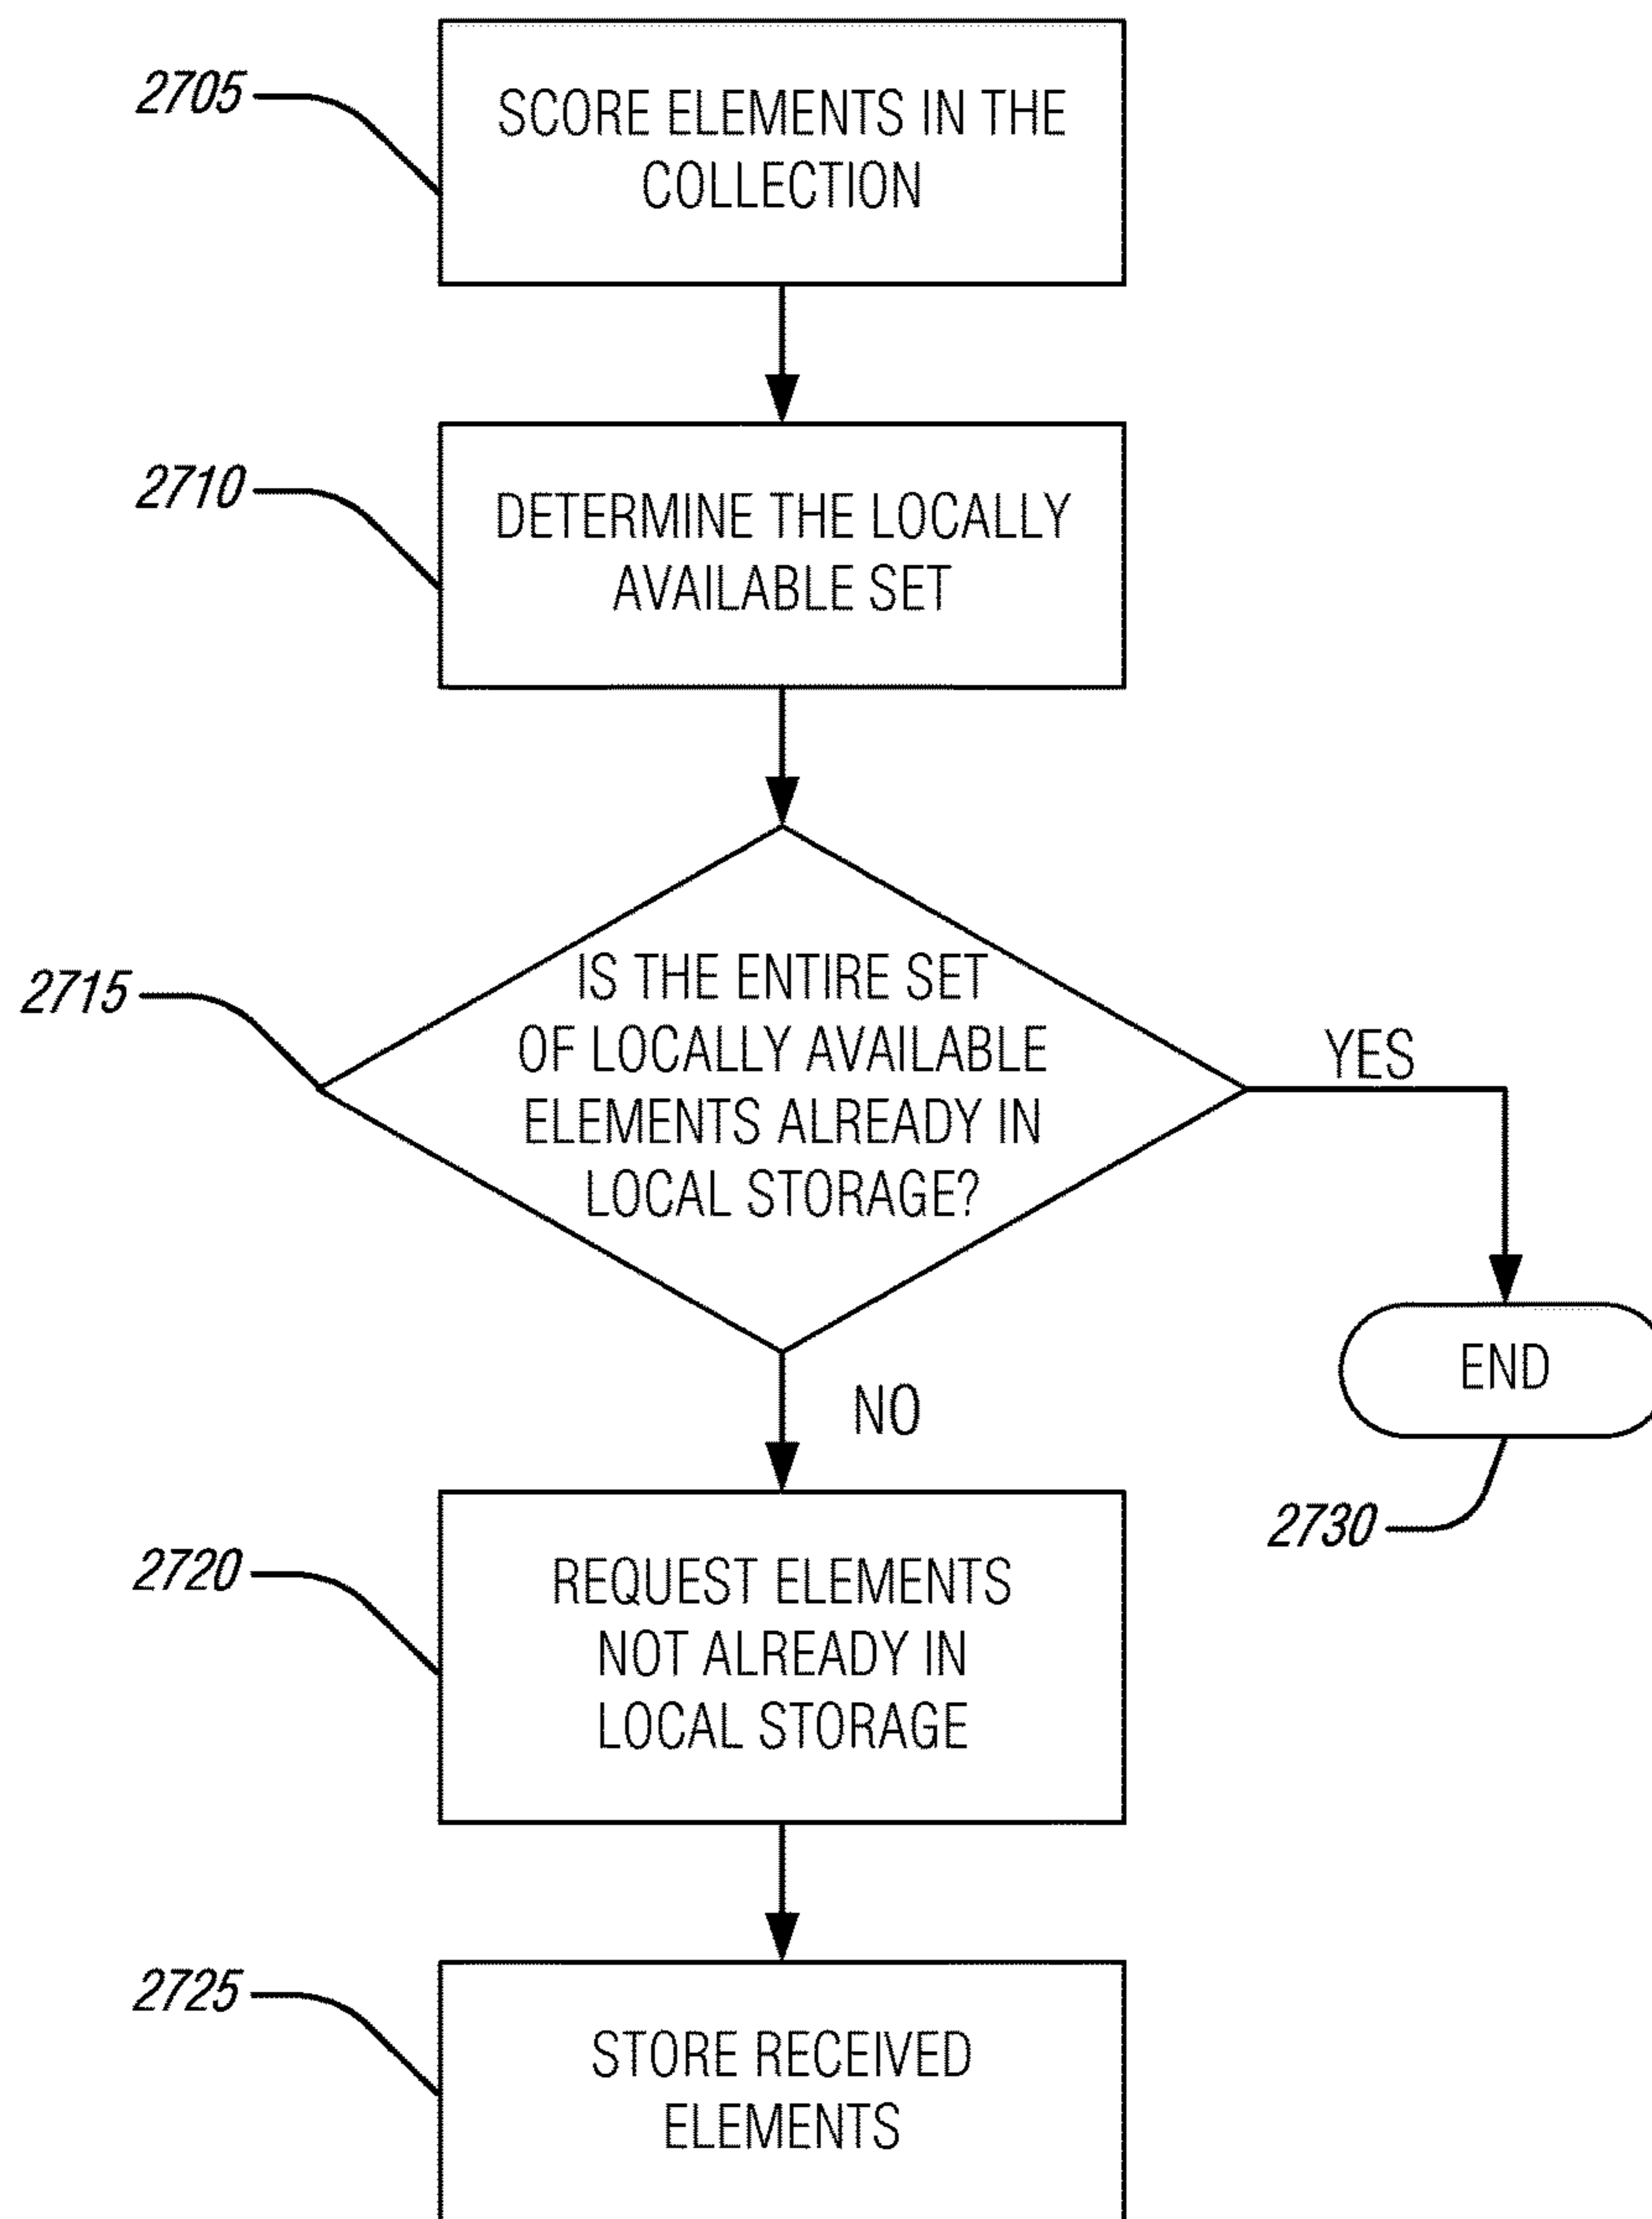 2705
SCORE ELEMENTS IN THE
COLLECTION
2710
DETERMINE THE LOCALLY
AVAILABLE SET
2715
IS THE ENTIRE SET
OF LOCALLY AVAILABLE
ELEMENTS ALREADY IN
LOCAL STORAGE?
YES
END
2730
NO
2720
REQUEST ELEMENTS
NOT ALREADY IN
LOCAL STORAGE
2725
STORE RECEIVED
ELEMENTS